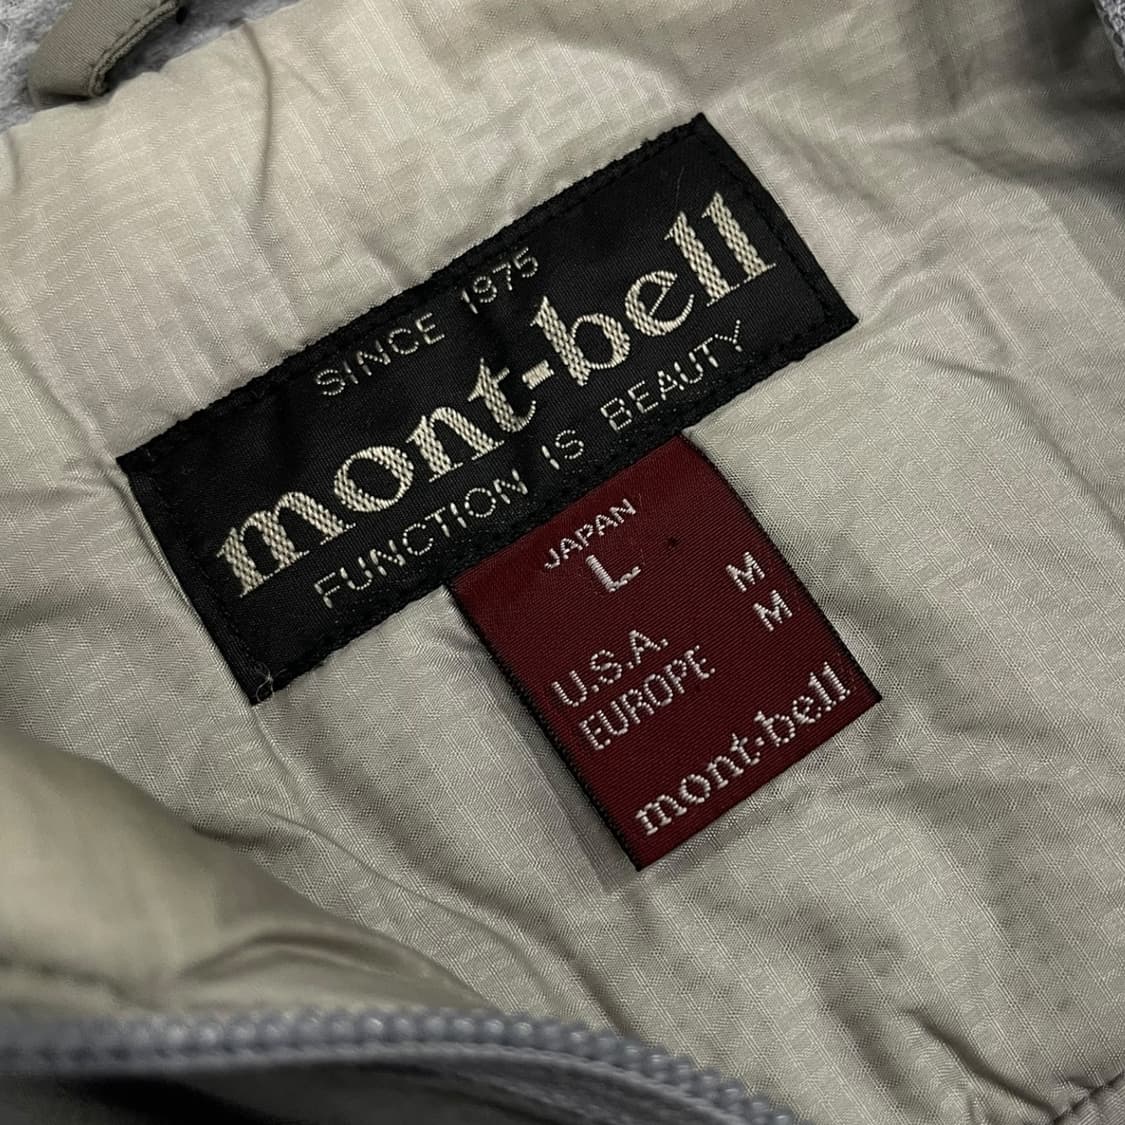 SINCE 1975
mont-bell
FUNCTION IS BEAUTY
JAPAN
L
U.S.A. M
EUROPE M
mont-bell